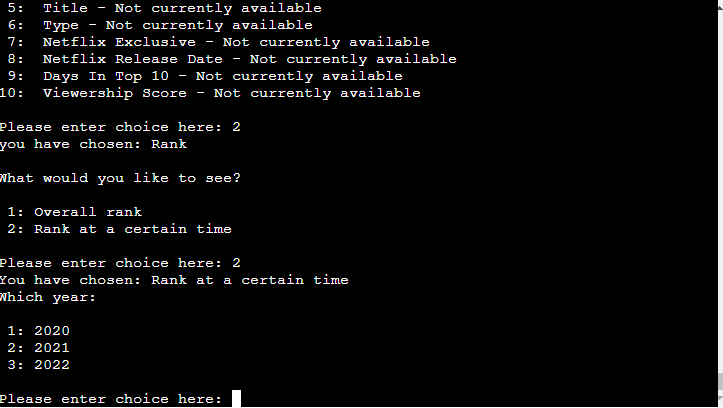 5: Title - Not currently available
6: Type - Not currently available
7: Netflix Exclusive - Not currently available
8: Netflix Release Date - Not currently available
9: Days In Top 10 - Not currently available
10: Viewership Score - Not currently available
Please enter choice here: 2
you have chosen: Rank
What would you like to see?
1: Overall rank
2: Rank at a certain time
Please enter choice here: 2
You have chosen: Rank at a certain time
Which year:
1: 2020
2: 2021
3: 2022
Please enter choice here: